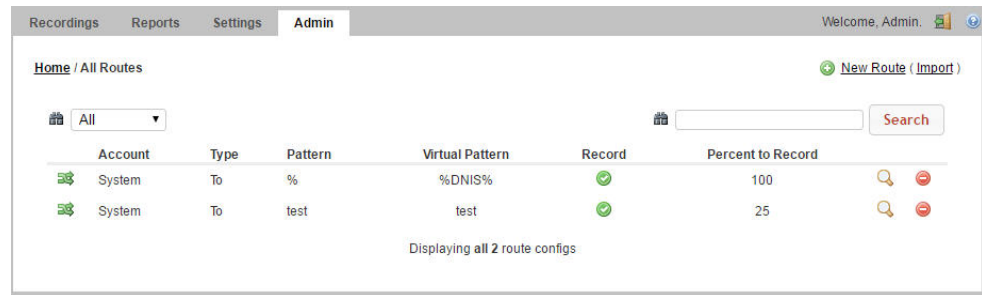 Recordings Reports Settings Admin Welcome, Admin.
Home / All Routes New Route ( Import )
All Search
Account Type Pattern Virtual Pattern Record Percent to Record
System To % %DNIS% 100
System To test test 25
Displaying all 2 route configs